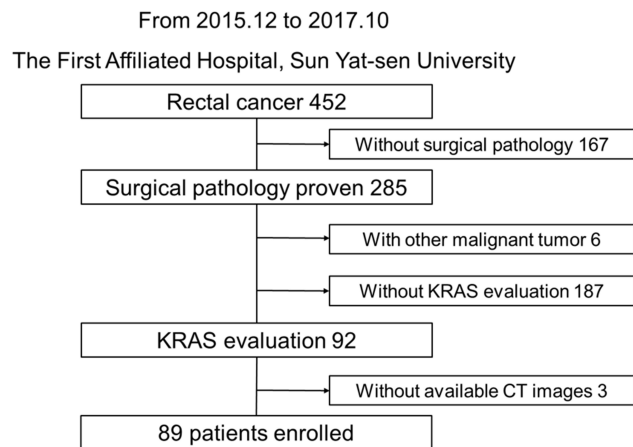 From 2015.12 to 2017.10
The First Affiliated Hospital, Sun Yat-sen University
Rectal cancer 452
Without surgical pathology 167
Surgical pathology proven 285
With other malignant tumor 6
Without KRAS evaluation 187
KRAS evaluation 92
Without available CT images 3
89 patients enrolled